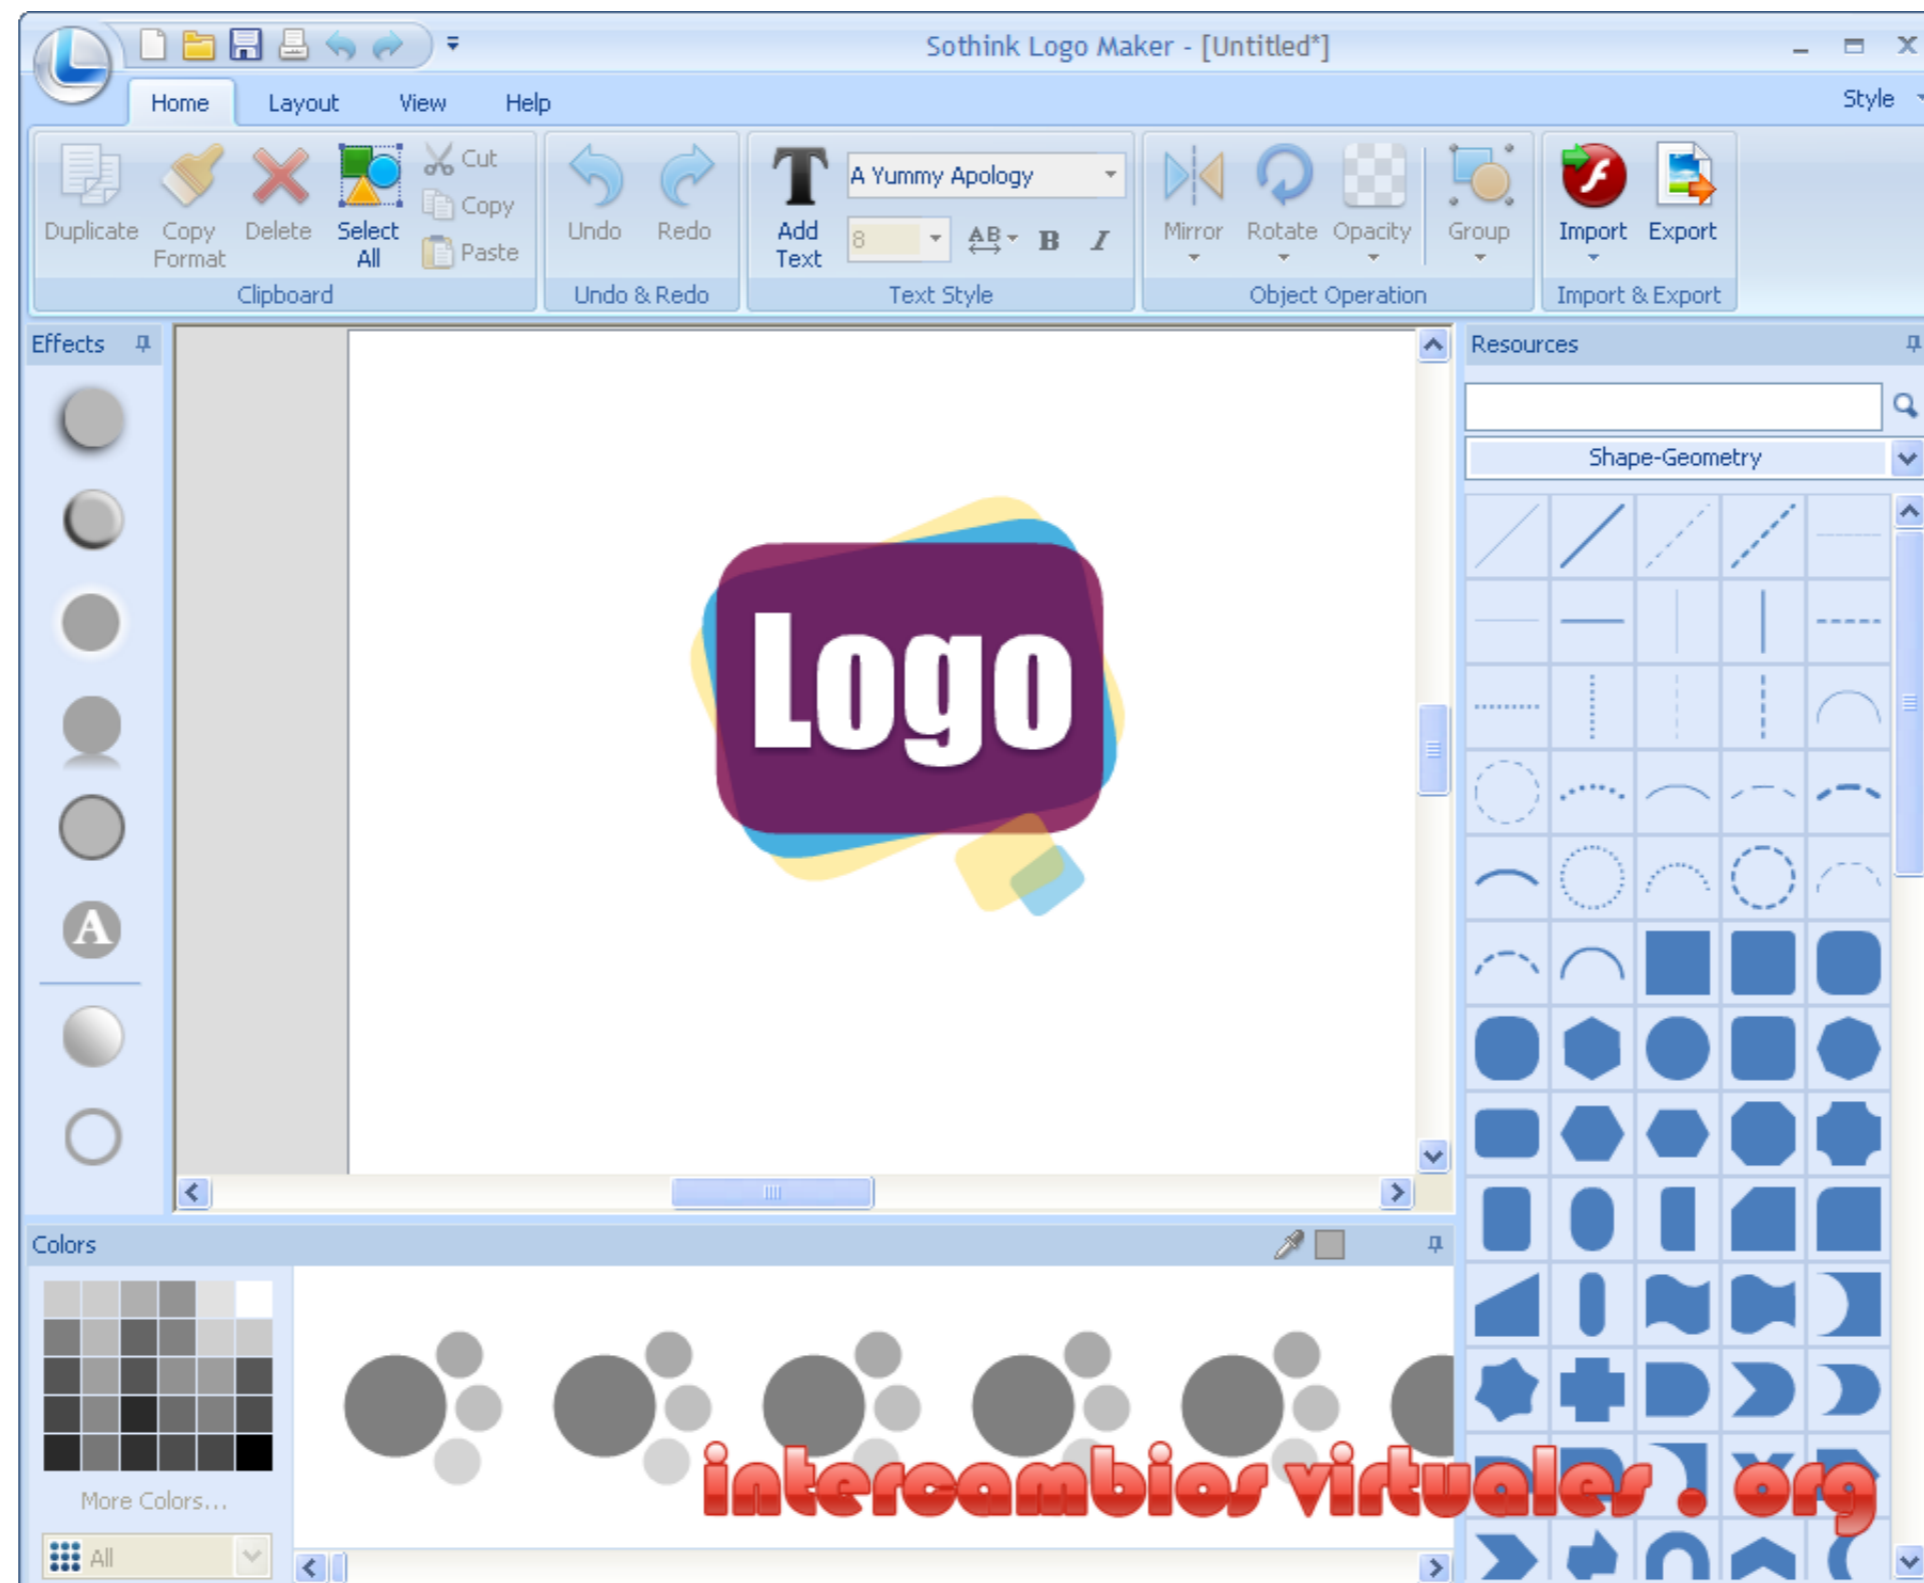 Sothink Logo Maker - [Untitled*]
Home Layout View Help Style
Duplicate Copy Format Delete Select All Cut Copy Paste
Undo Redo
Add Text A Yummy Apology 8 AB B I
Mirror Rotate Opacity Group
Import Export
Clipboard Undo & Redo Text Style Object Operation Import & Export
Effects
A
Resources
Shape-Geometry
Logo
Colors
More Colors...
All
intercambios virtuales . org